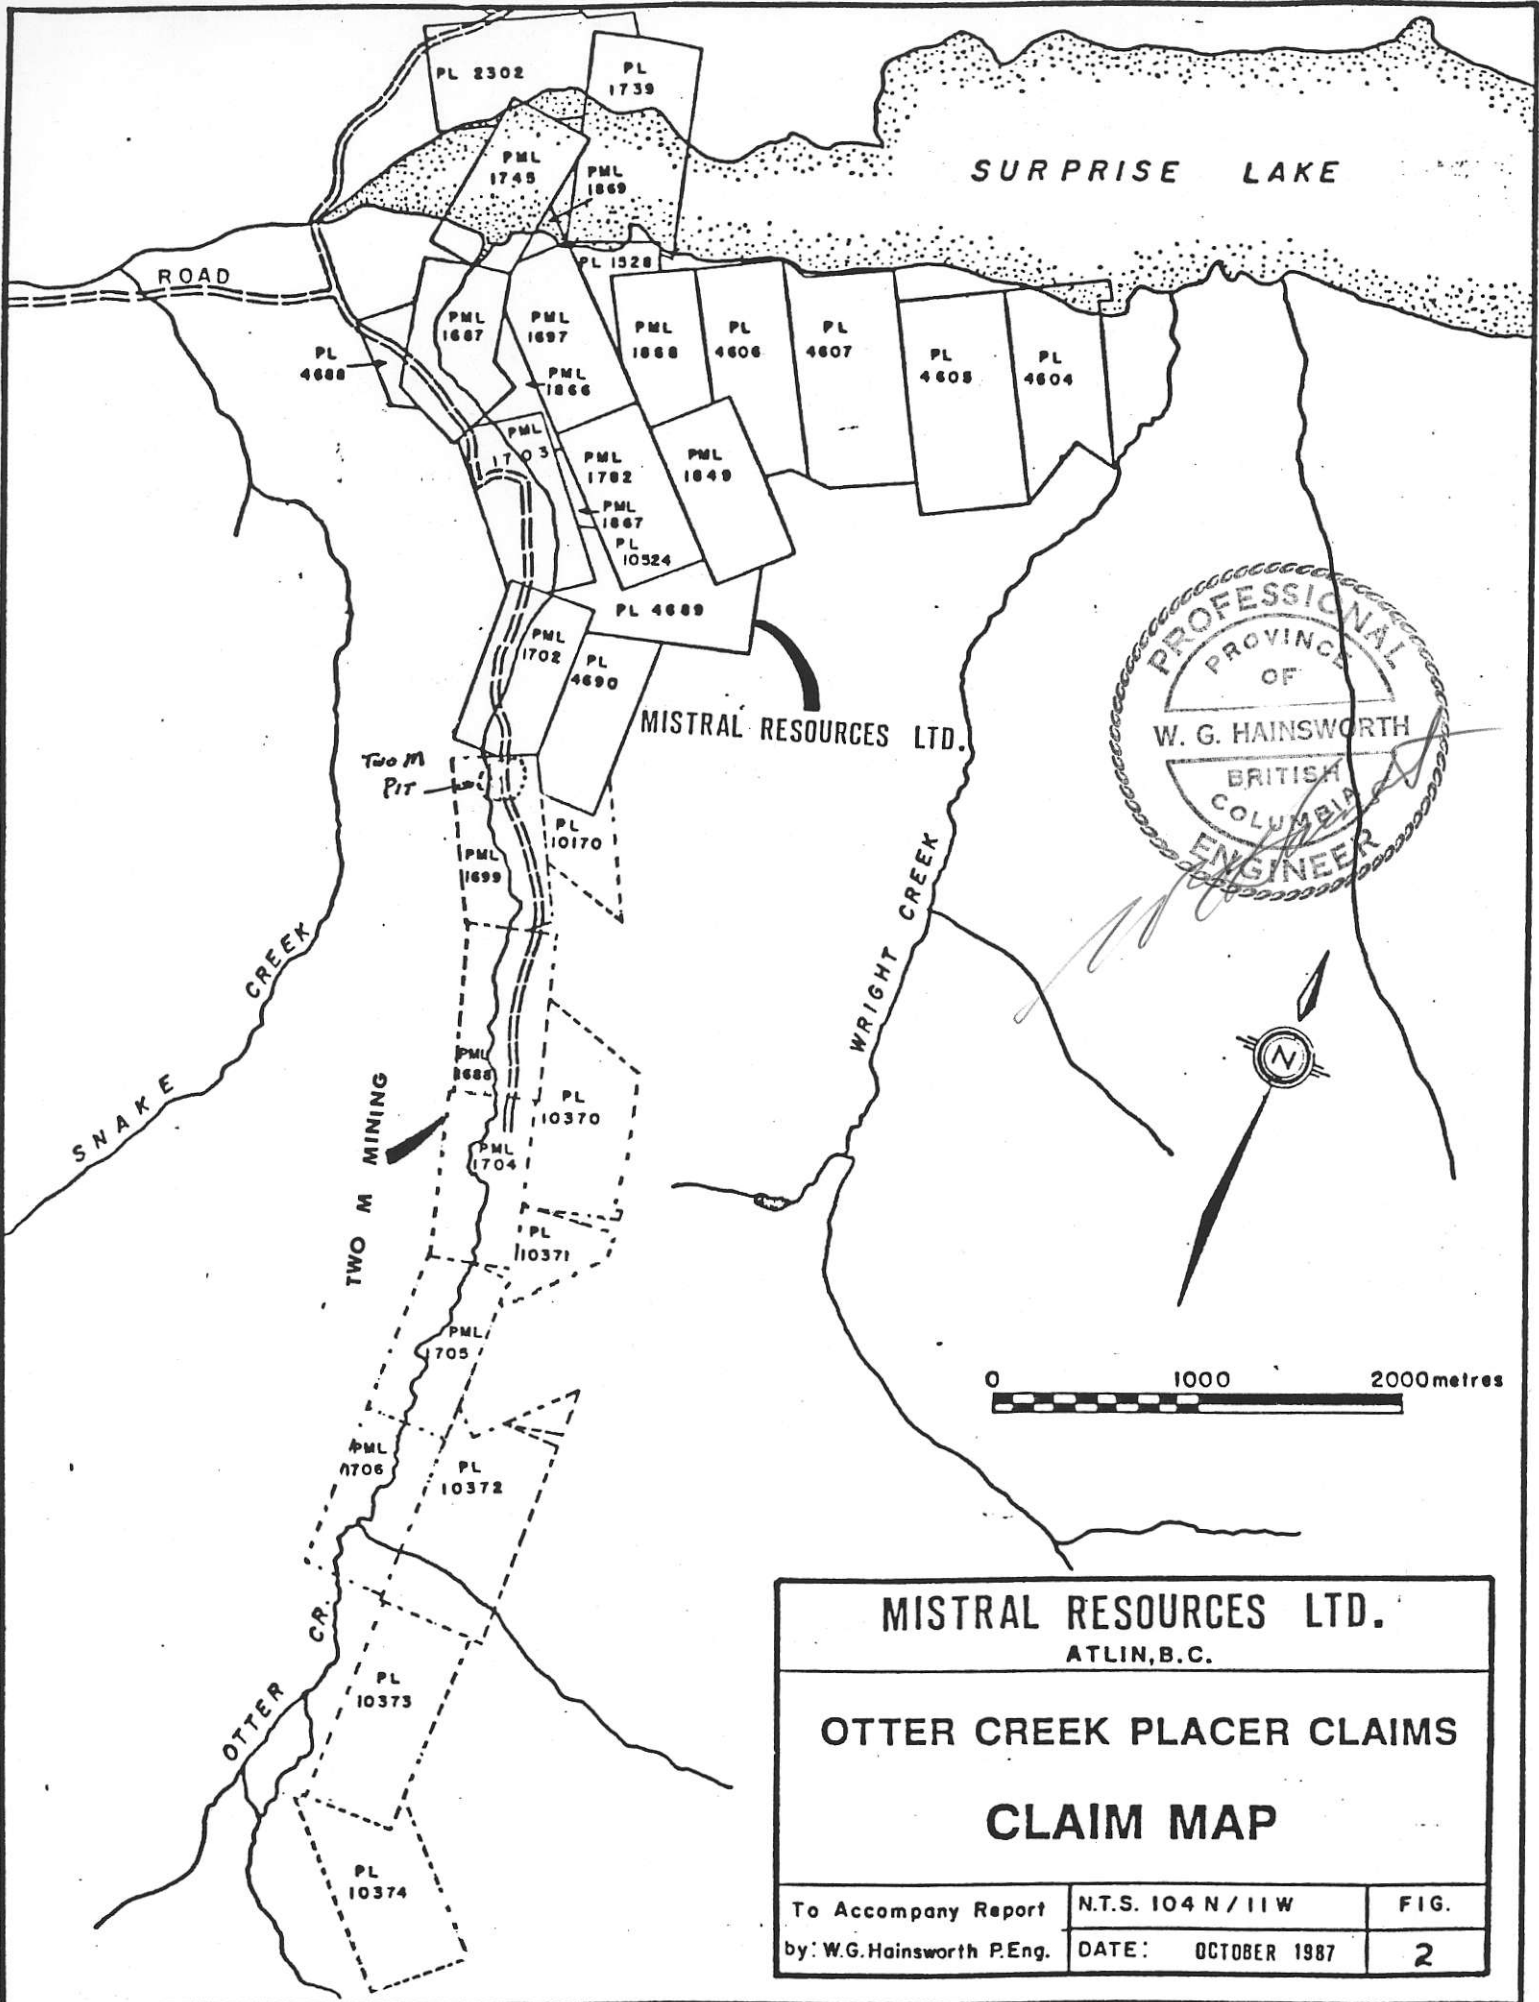 PL 2302
PL
1739
PML
1745
PML
1869
SURPRISE LAKE
ROAD
PL 1528
PML
1687
PML
1697
PML
1868
PL
4606
PL
4607
PL
4605
PL
4604
PL
4688
PML
1866
PML
1703
PML
1782
PML
1849
PML
1867
PL
10524
PL 4689
PML
1702
PL
4690
MISTRAL RESOURCES LTD.
PROFESSIONAL
PROVINCE
OF
W. G. HAINSWORTH
BRITISH
COLUMBIA
ENGINEER
Two M
PIT
PL
10170
PML
1699
WRIGHT CREEK
SNAKE CREEK
N
PML
1688
PL
10370
TWO M MINING
PML
1704
PL
10371
PML
1705
0 1000 2000metres
PML
1706
PL
10372
OTTER CR.
PL
10373
PL
10374
MISTRAL RESOURCES LTD.
ATLIN,B.C.
OTTER CREEK PLACER CLAIMS
CLAIM MAP
To Accompany Report
by: W.G.Hainsworth P.Eng.
N.T.S. 104 N / 11 W
DATE: OCTOBER 1987
FIG.
2